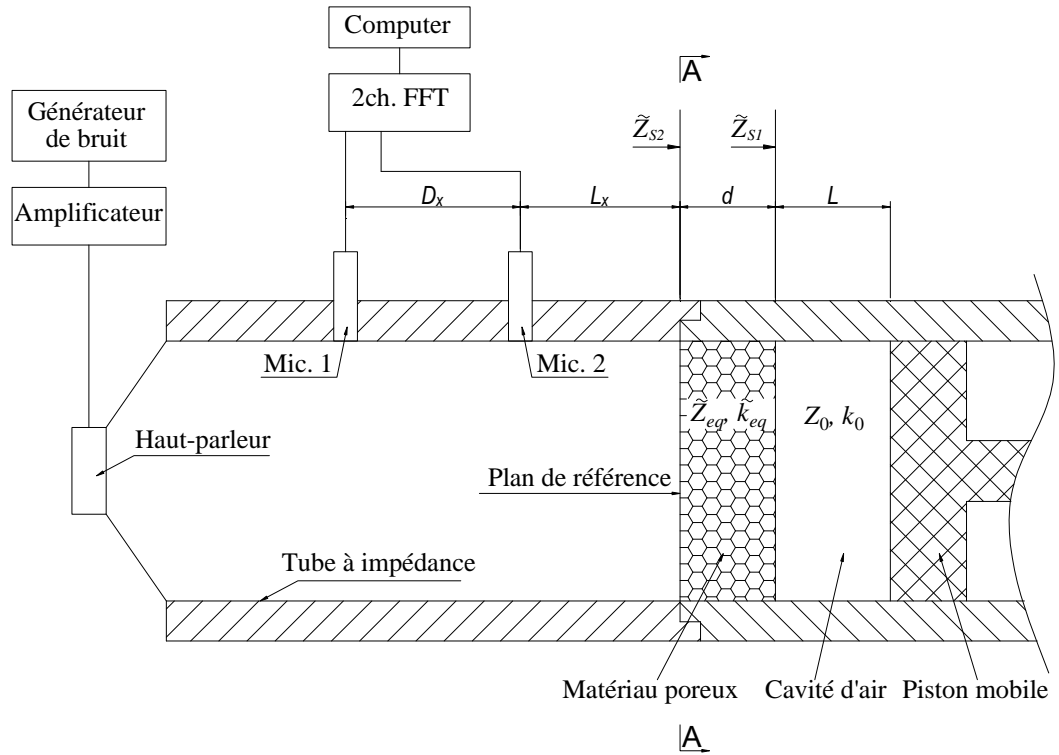 Computer
2ch. FFT
Générateur
de bruit
Amplificateur
A
Z̃S2
Z̃S1
Dx
Lx
d
L
Mic. 1
Mic. 2
Haut-parleur
Z̃eq, k̃eq
Z0, k0
Plan de référence
Tube à impédance
Matériau poreux
Cavité d'air
Piston mobile
A